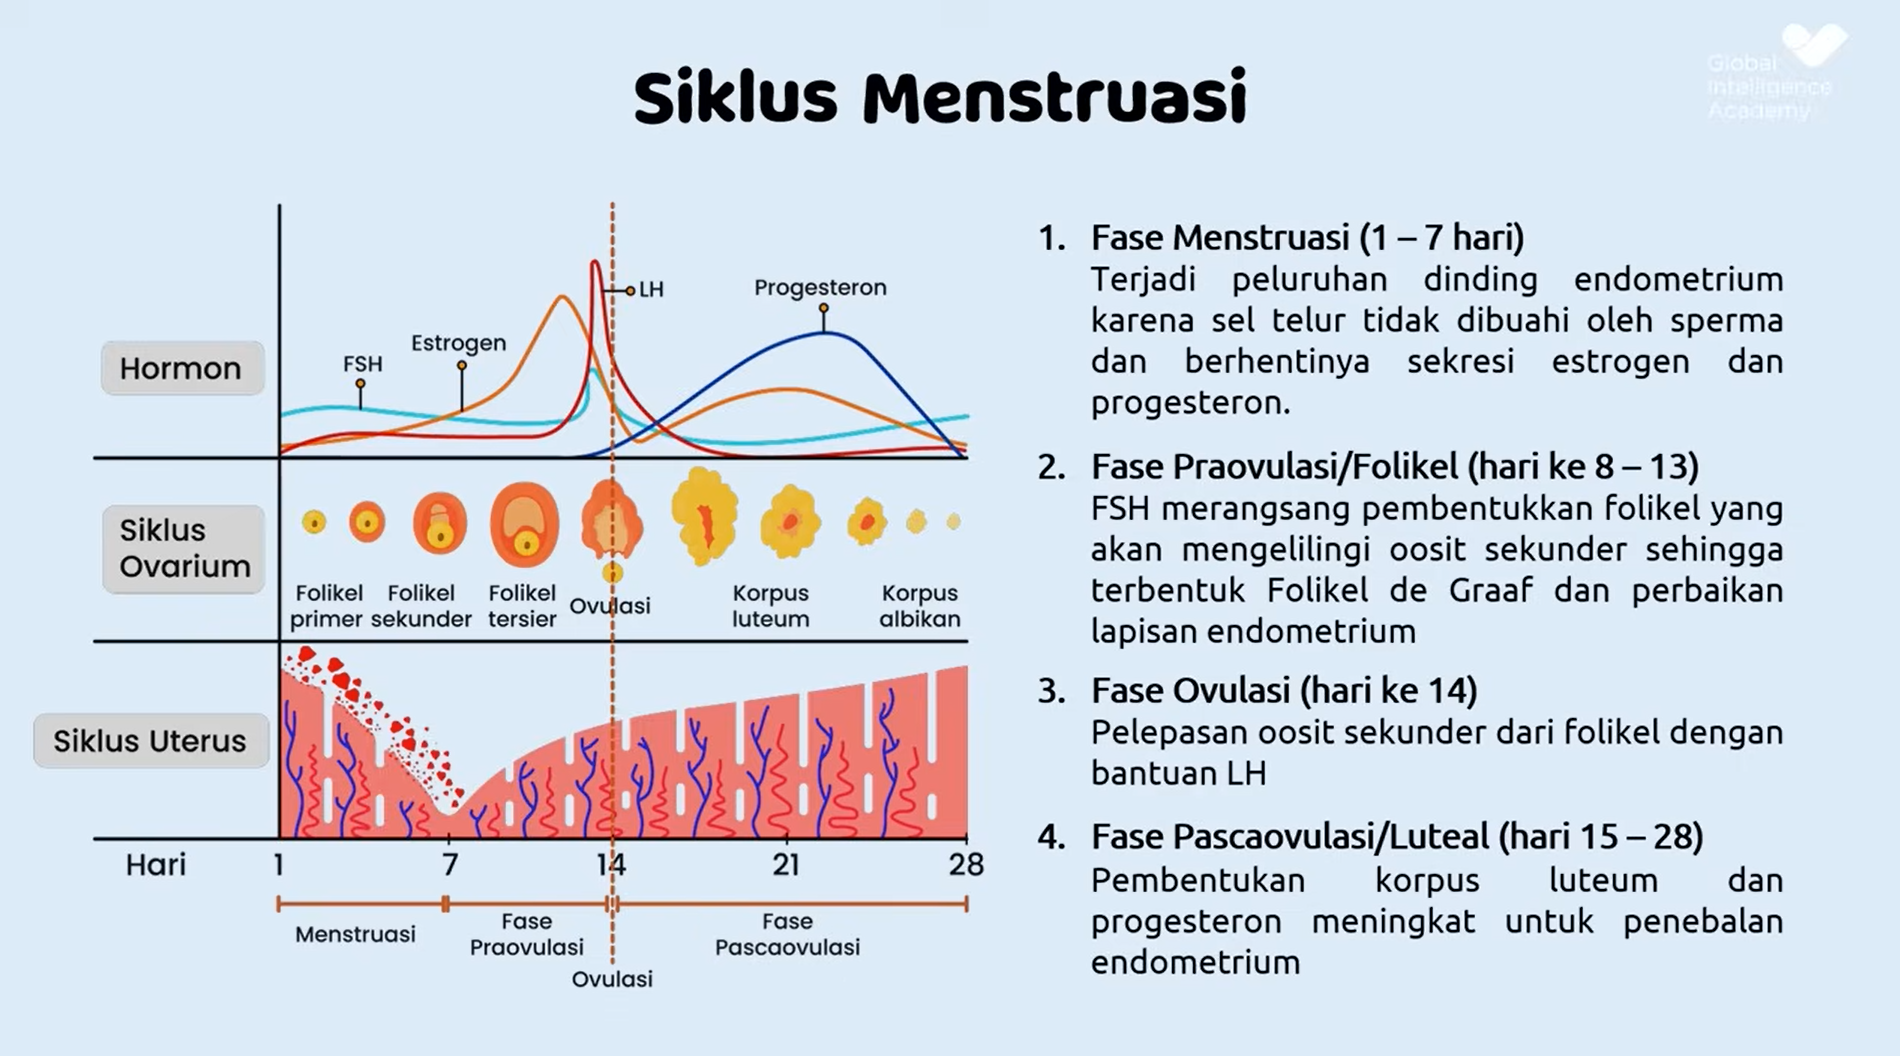 Global
Intelligence
Academy
Siklus Menstruasi
Hormon
FSH
Estrogen
LH
Progesteron
Siklus
Ovarium
Folikel
primer
Folikel
sekunder
Folikel
tersier
Ovulasi
Korpus
luteum
Korpus
albikan
Siklus Uterus
Hari
1
7
14
21
28
Menstruasi
Fase
Praovulasi
Ovulasi
Fase
Pascaovulasi
1. Fase Menstruasi (1 – 7 hari)
Terjadi peluruhan dinding endometrium
karena sel telur tidak dibuahi oleh sperma
dan berhentinya sekresi estrogen dan
progesteron.
2. Fase Praovulasi/Folikel (hari ke 8 – 13)
FSH merangsang pembentukkan folikel yang
akan mengelilingi oosit sekunder sehingga
terbentuk Folikel de Graaf dan perbaikan
lapisan endometrium
3. Fase Ovulasi (hari ke 14)
Pelepasan oosit sekunder dari folikel dengan
bantuan LH
4. Fase Pascaovulasi/Luteal (hari 15 – 28)
Pembentukan korpus luteum dan
progesteron meningkat untuk penebalan
endometrium